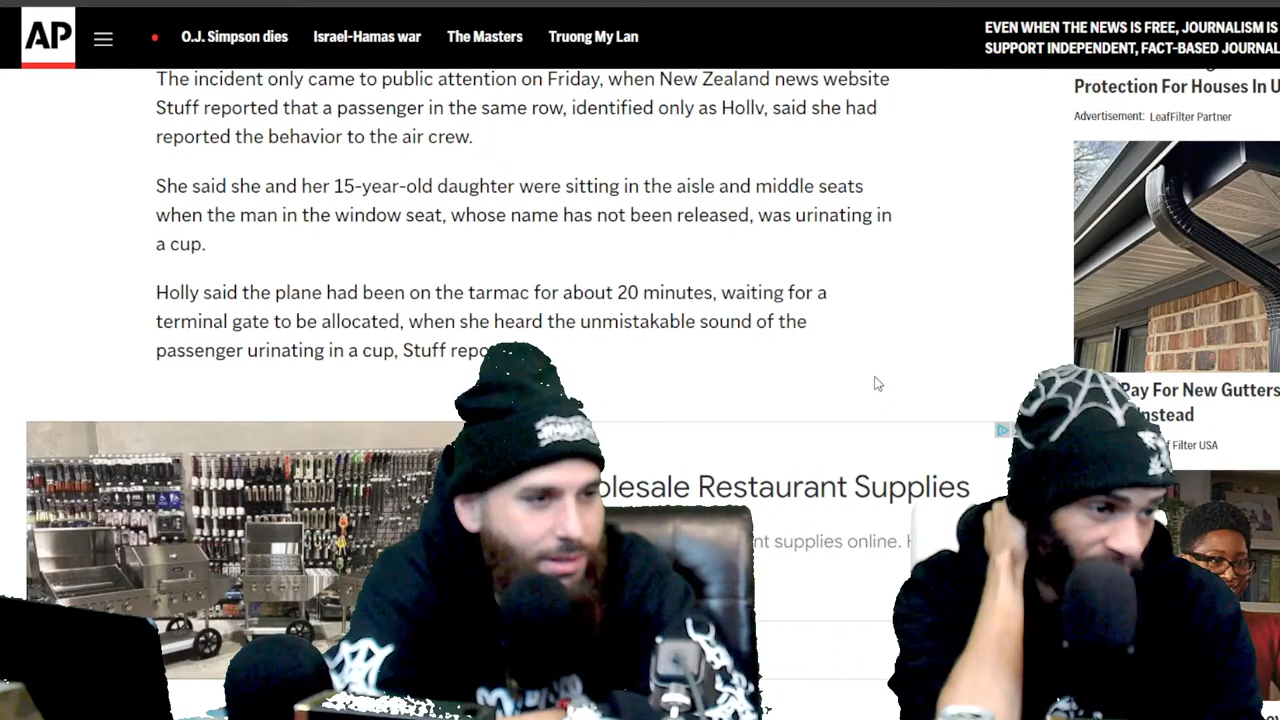 AP
O.J. Simpson dies
Israel-Hamas war
The Masters
Truong My Lan
EVEN WHEN THE NEWS IS FREE, JOURNALISM IS
SUPPORT INDEPENDENT, FACT-BASED JOURNAL
The incident only came to public attention on Friday, when New Zealand news website
Stuff reported that a passenger in the same row, identified only as Holly, said she had
reported the behavior to the air crew.
She said she and her 15-year-old daughter were sitting in the aisle and middle seats
when the man in the window seat, whose name has not been released, was urinating in
a cup.
Holly said the plane had been on the tarmac for about 20 minutes, waiting for a
terminal gate to be allocated, when she heard the unmistakable sound of the
passenger urinating in a cup, Stuff repo
Protection For Houses In U
Advertisement: LeafFilter Partner
Pay For New Gutters
nstead
f Filter USA
olesale Restaurant Supplies
nt supplies online. H